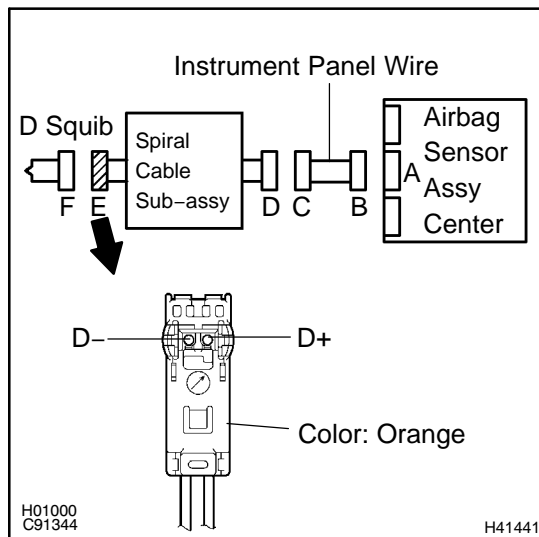 Instrument Panel Wire
D Squib
Spiral
Cable
Sub−assy
Airbag
Sensor
A
Assy
Center
F
E
D
C
B
D−
D+
Color: Orange
H01000
C91344
H41441